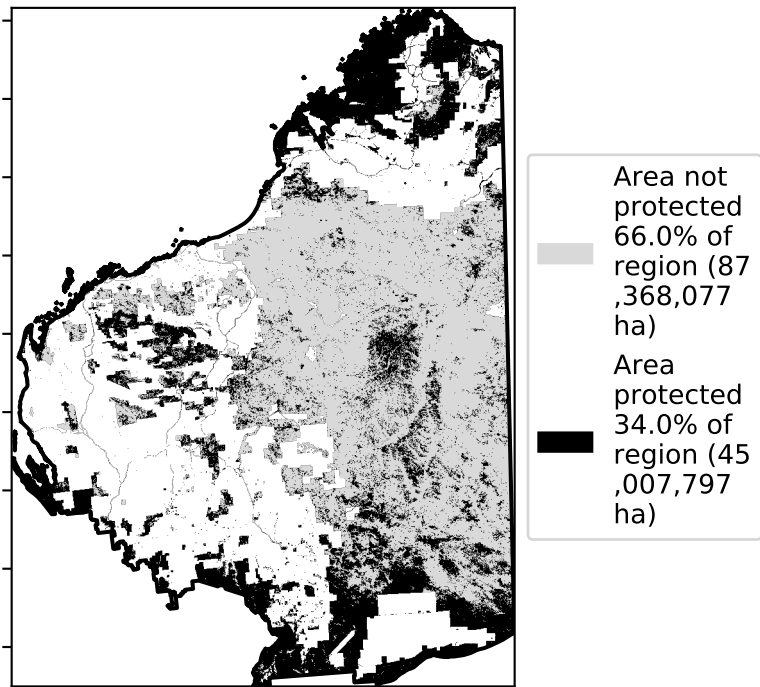 Area not
protected
66.0% of
region (87
,368,077
ha)
Area
protected
34.0% of
region (45
,007,797
ha)